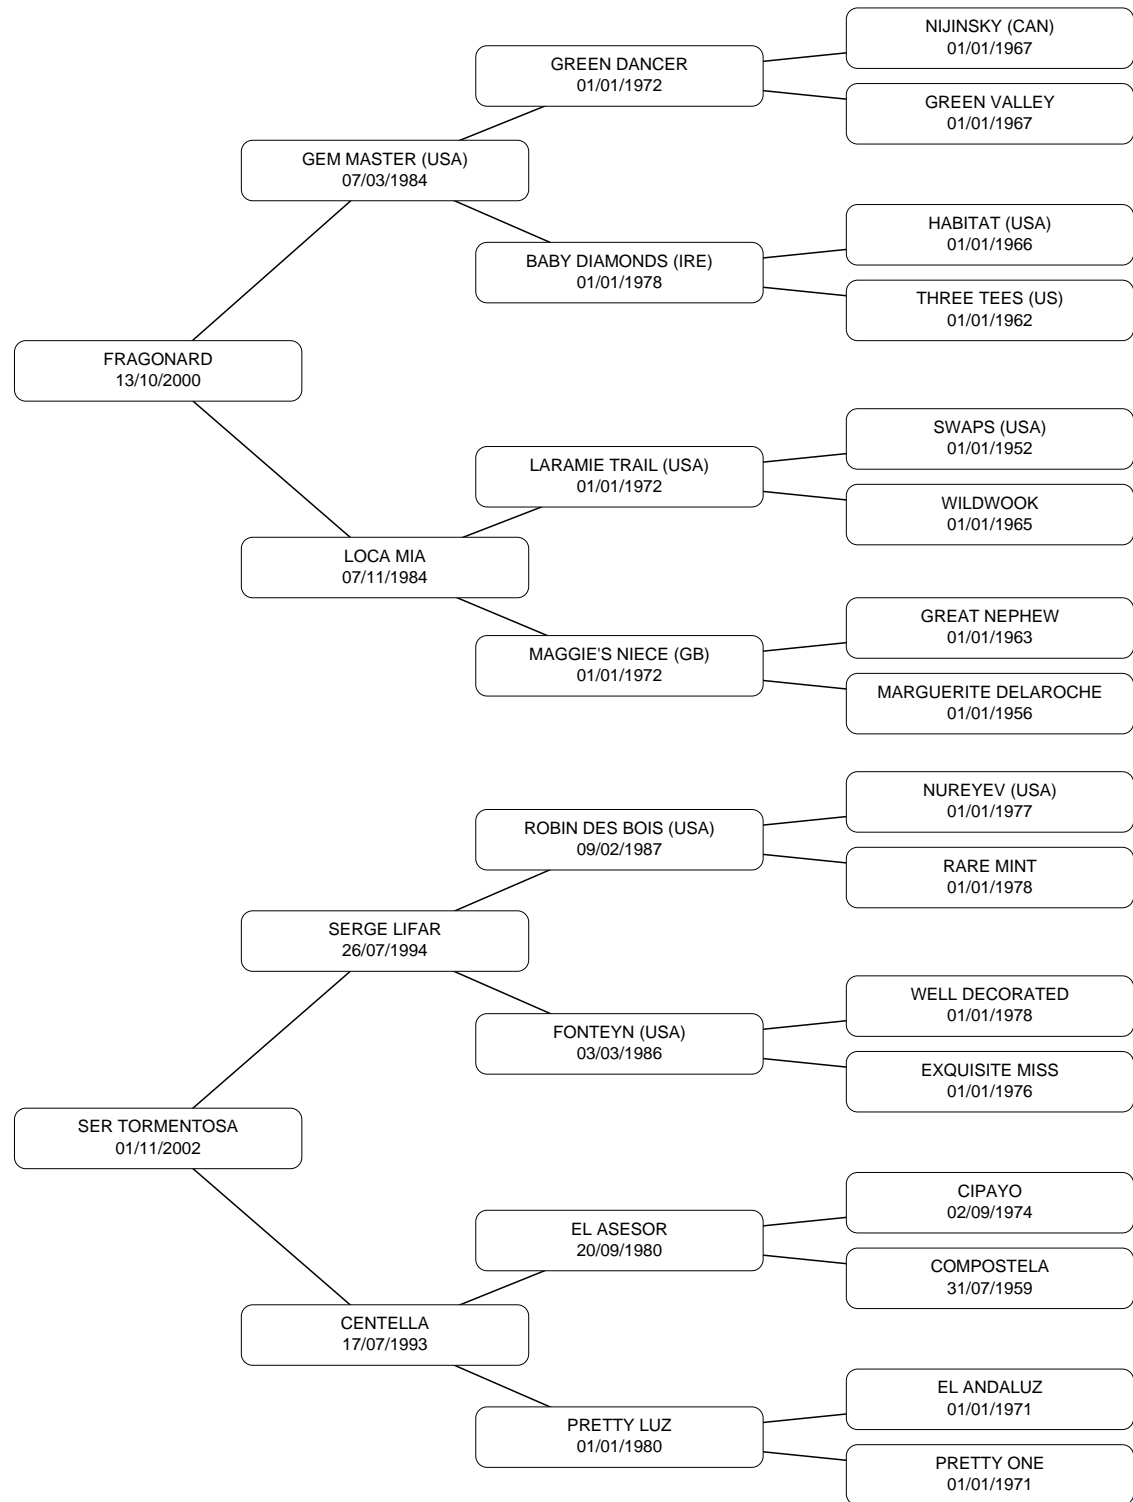 NIJINSKY (CAN)
01/01/1967
GREEN DANCER
01/01/1972
GREEN VALLEY
01/01/1967
GEM MASTER (USA)
07/03/1984
HABITAT (USA)
01/01/1966
BABY DIAMONDS (IRE)
01/01/1978
THREE TEES (US)
01/01/1962
FRAGONARD
13/10/2000
SWAPS (USA)
01/01/1952
LARAMIE TRAIL (USA)
01/01/1972
WILDWOOK
01/01/1965
LOCA MIA
07/11/1984
GREAT NEPHEW
01/01/1963
MAGGIE'S NIECE (GB)
01/01/1972
MARGUERITE DELAROCHE
01/01/1956
NUREYEV (USA)
01/01/1977
ROBIN DES BOIS (USA)
09/02/1987
RARE MINT
01/01/1978
SERGE LIFAR
26/07/1994
WELL DECORATED
01/01/1978
FONTEYN (USA)
03/03/1986
EXQUISITE MISS
01/01/1976
SER TORMENTOSA
01/11/2002
CIPAYO
02/09/1974
EL ASESOR
20/09/1980
COMPOSTELA
31/07/1959
CENTELLA
17/07/1993
EL ANDALUZ
01/01/1971
PRETTY LUZ
01/01/1980
PRETTY ONE
01/01/1971